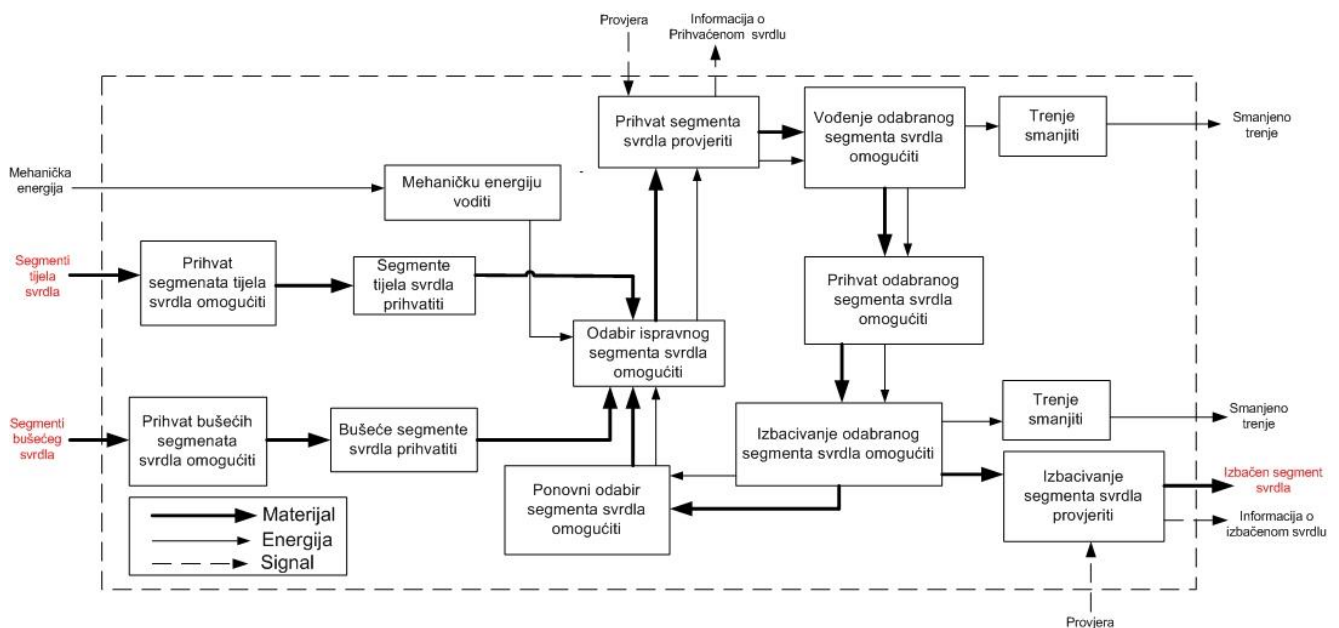 Provjera
Informacija o
Prihvaćenom svrdlu
Prihvat segmenta
svrdla provjeriti
Vođenje odabranog
segmenta svrdla
omogućiti
Trenje
smanjiti
Smanjeno
trenje
Mehanička
energija
Mehaničku energiju
voditi
Segmenti
tijela
svrdla
Prihvat
segmenata tijela
svrdla omogućiti
Segmente
tijela svrdla
prihvatiti
Prihvat odabranog
segmenta svrdla
omogućiti
Odabir ispravnog
segmenta svrdla
omogućiti
Segmenti
bušećeg
svrdla
Prihvat bušećih
segmenata
svrdla omogućiti
Bušeće segmente
svrdla prihvatiti
Izbacivanje odabranog
segmenta svrdla omogućiti
Trenje
smanjiti
Smanjeno
trenje
Ponovni odabir
segmenta svrdla
omogućiti
Izbacivanje
segmenta svrdla
provjeriti
Izbačen segment
svrdla
Informacija o
izbačenom svrdlu
Materijal
Energija
Signal
Provjera